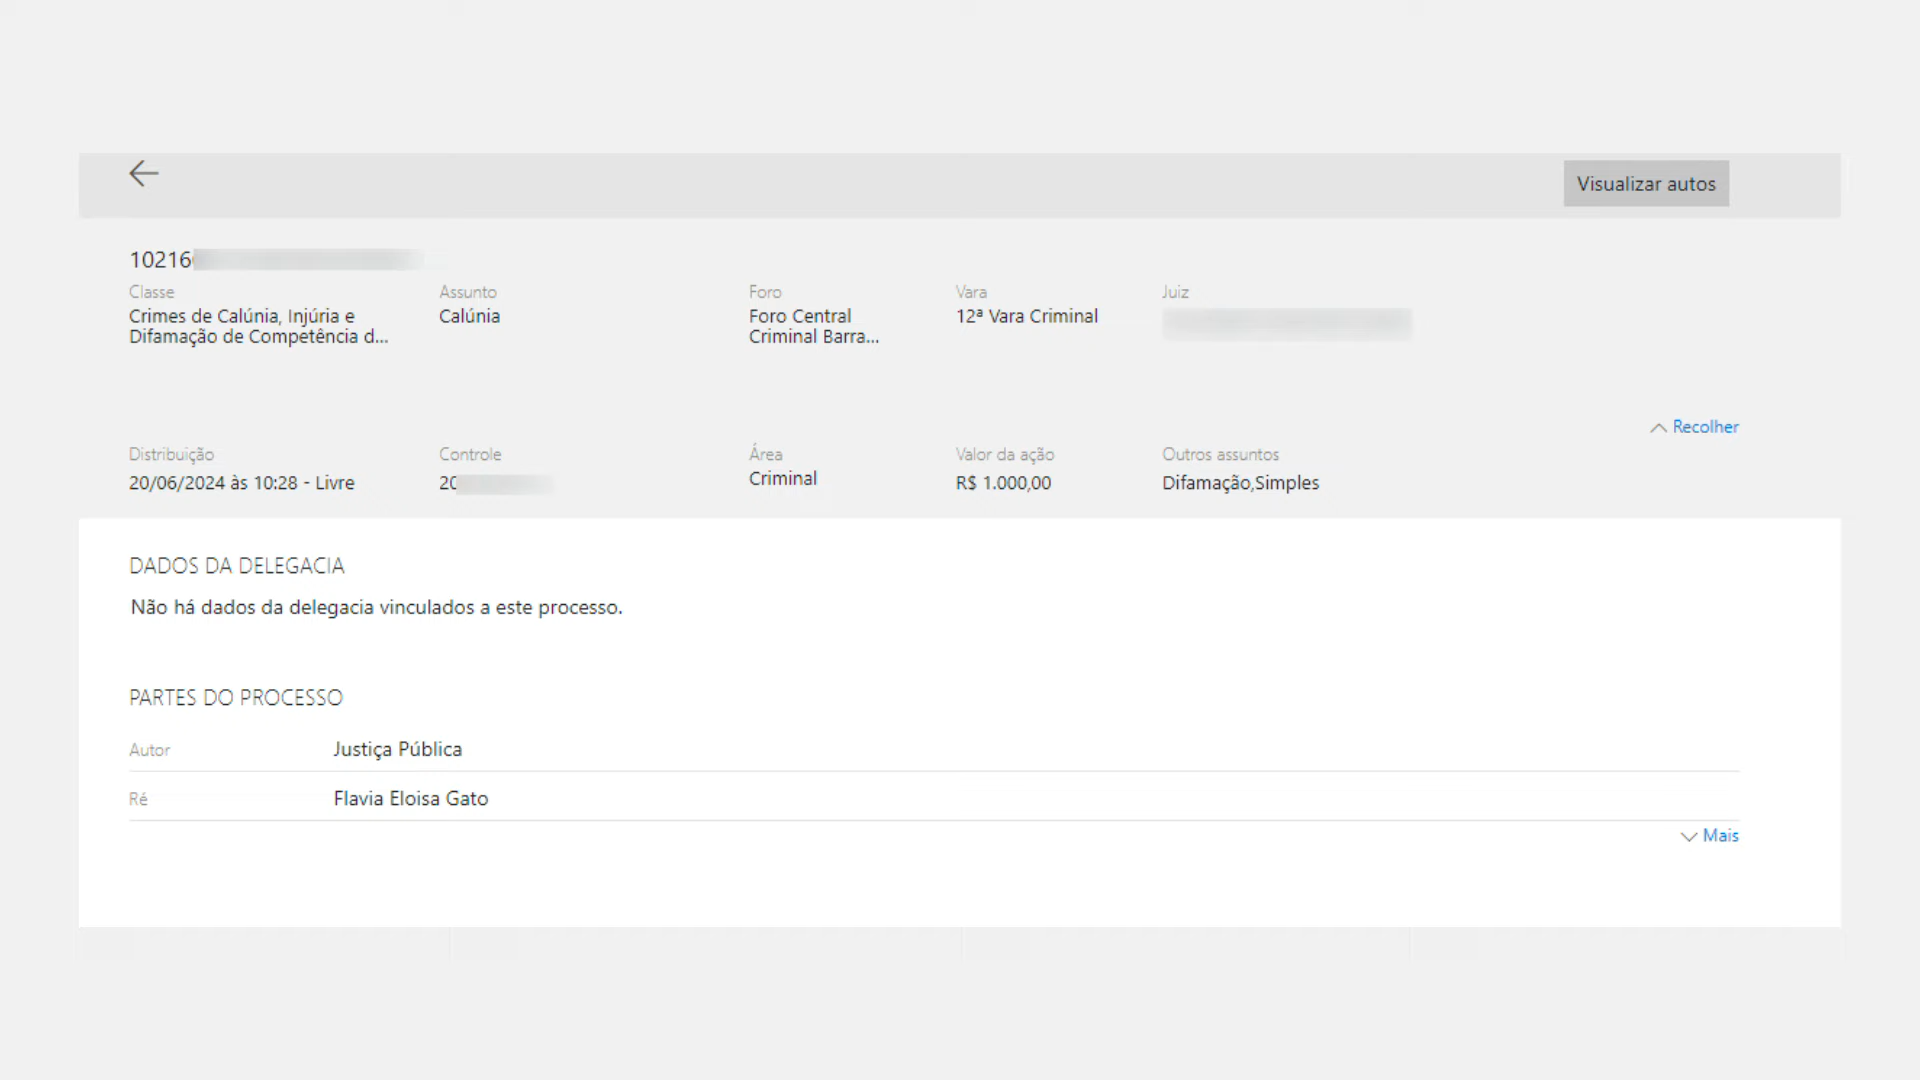 Visualizar autos
10216
Classe
Assunto
Foro
Vara
Juiz
Crimes de Calúnia, Injúria e
Difamação de Competência d...
Calúnia
Foro Central
Criminal Barra...
12ª Vara Criminal
Recolher
Distribuição
Controle
Área
Valor da ação
Outros assuntos
20/06/2024 às 10:28 - Livre
20
Criminal
R$ 1.000,00
Difamação,Simples
DADOS DA DELEGACIA
Não há dados da delegacia vinculados a este processo.
PARTES DO PROCESSO
Autor
Justiça Pública
Ré
Flavia Eloisa Gato
Mais